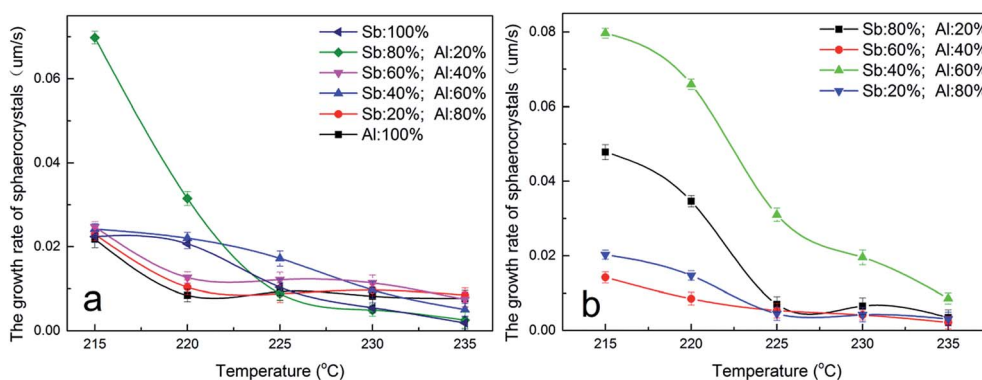 The growth rate of sphaerocrystals (um/s)
0.06
0.04
0.02
0.00
Sb:100%
Sb:80%; Al:20%
Sb:60%; Al:40%
Sb:40%; Al:60%
Sb:20%; Al:80%
Al:100%
a
215 220 225 230 235
Temperature (°C)
The growth rate of sphaerocrystals (um/s)
0.08
0.06
0.04
0.02
0.00
Sb:80%; Al:20%
Sb:60%; Al:40%
Sb:40%; Al:60%
Sb:20%; Al:80%
b
215 220 225 230 235
Temperature (°C)